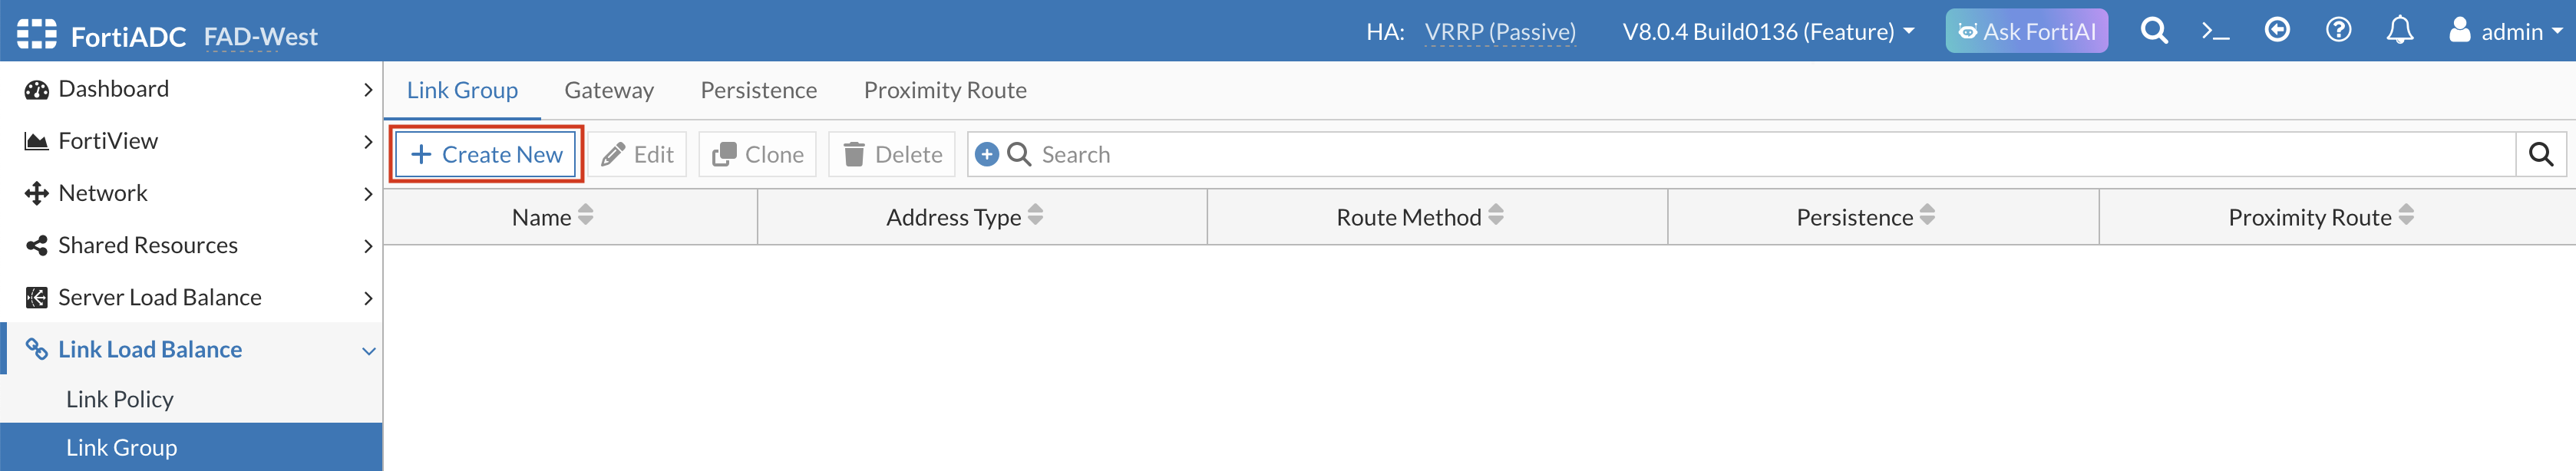 FortiADC FAD-West HA: VRRP (Passive) V8.0.4 Build0136 (Feature) Ask FortiAI admin
Dashboard
FortiView
Network
Shared Resources
Server Load Balance
Link Load Balance
Link Policy
Link Group
Link Group Gateway Persistence Proximity Route
Create New Edit Clone Delete Search
Name Address Type Route Method Persistence Proximity Route